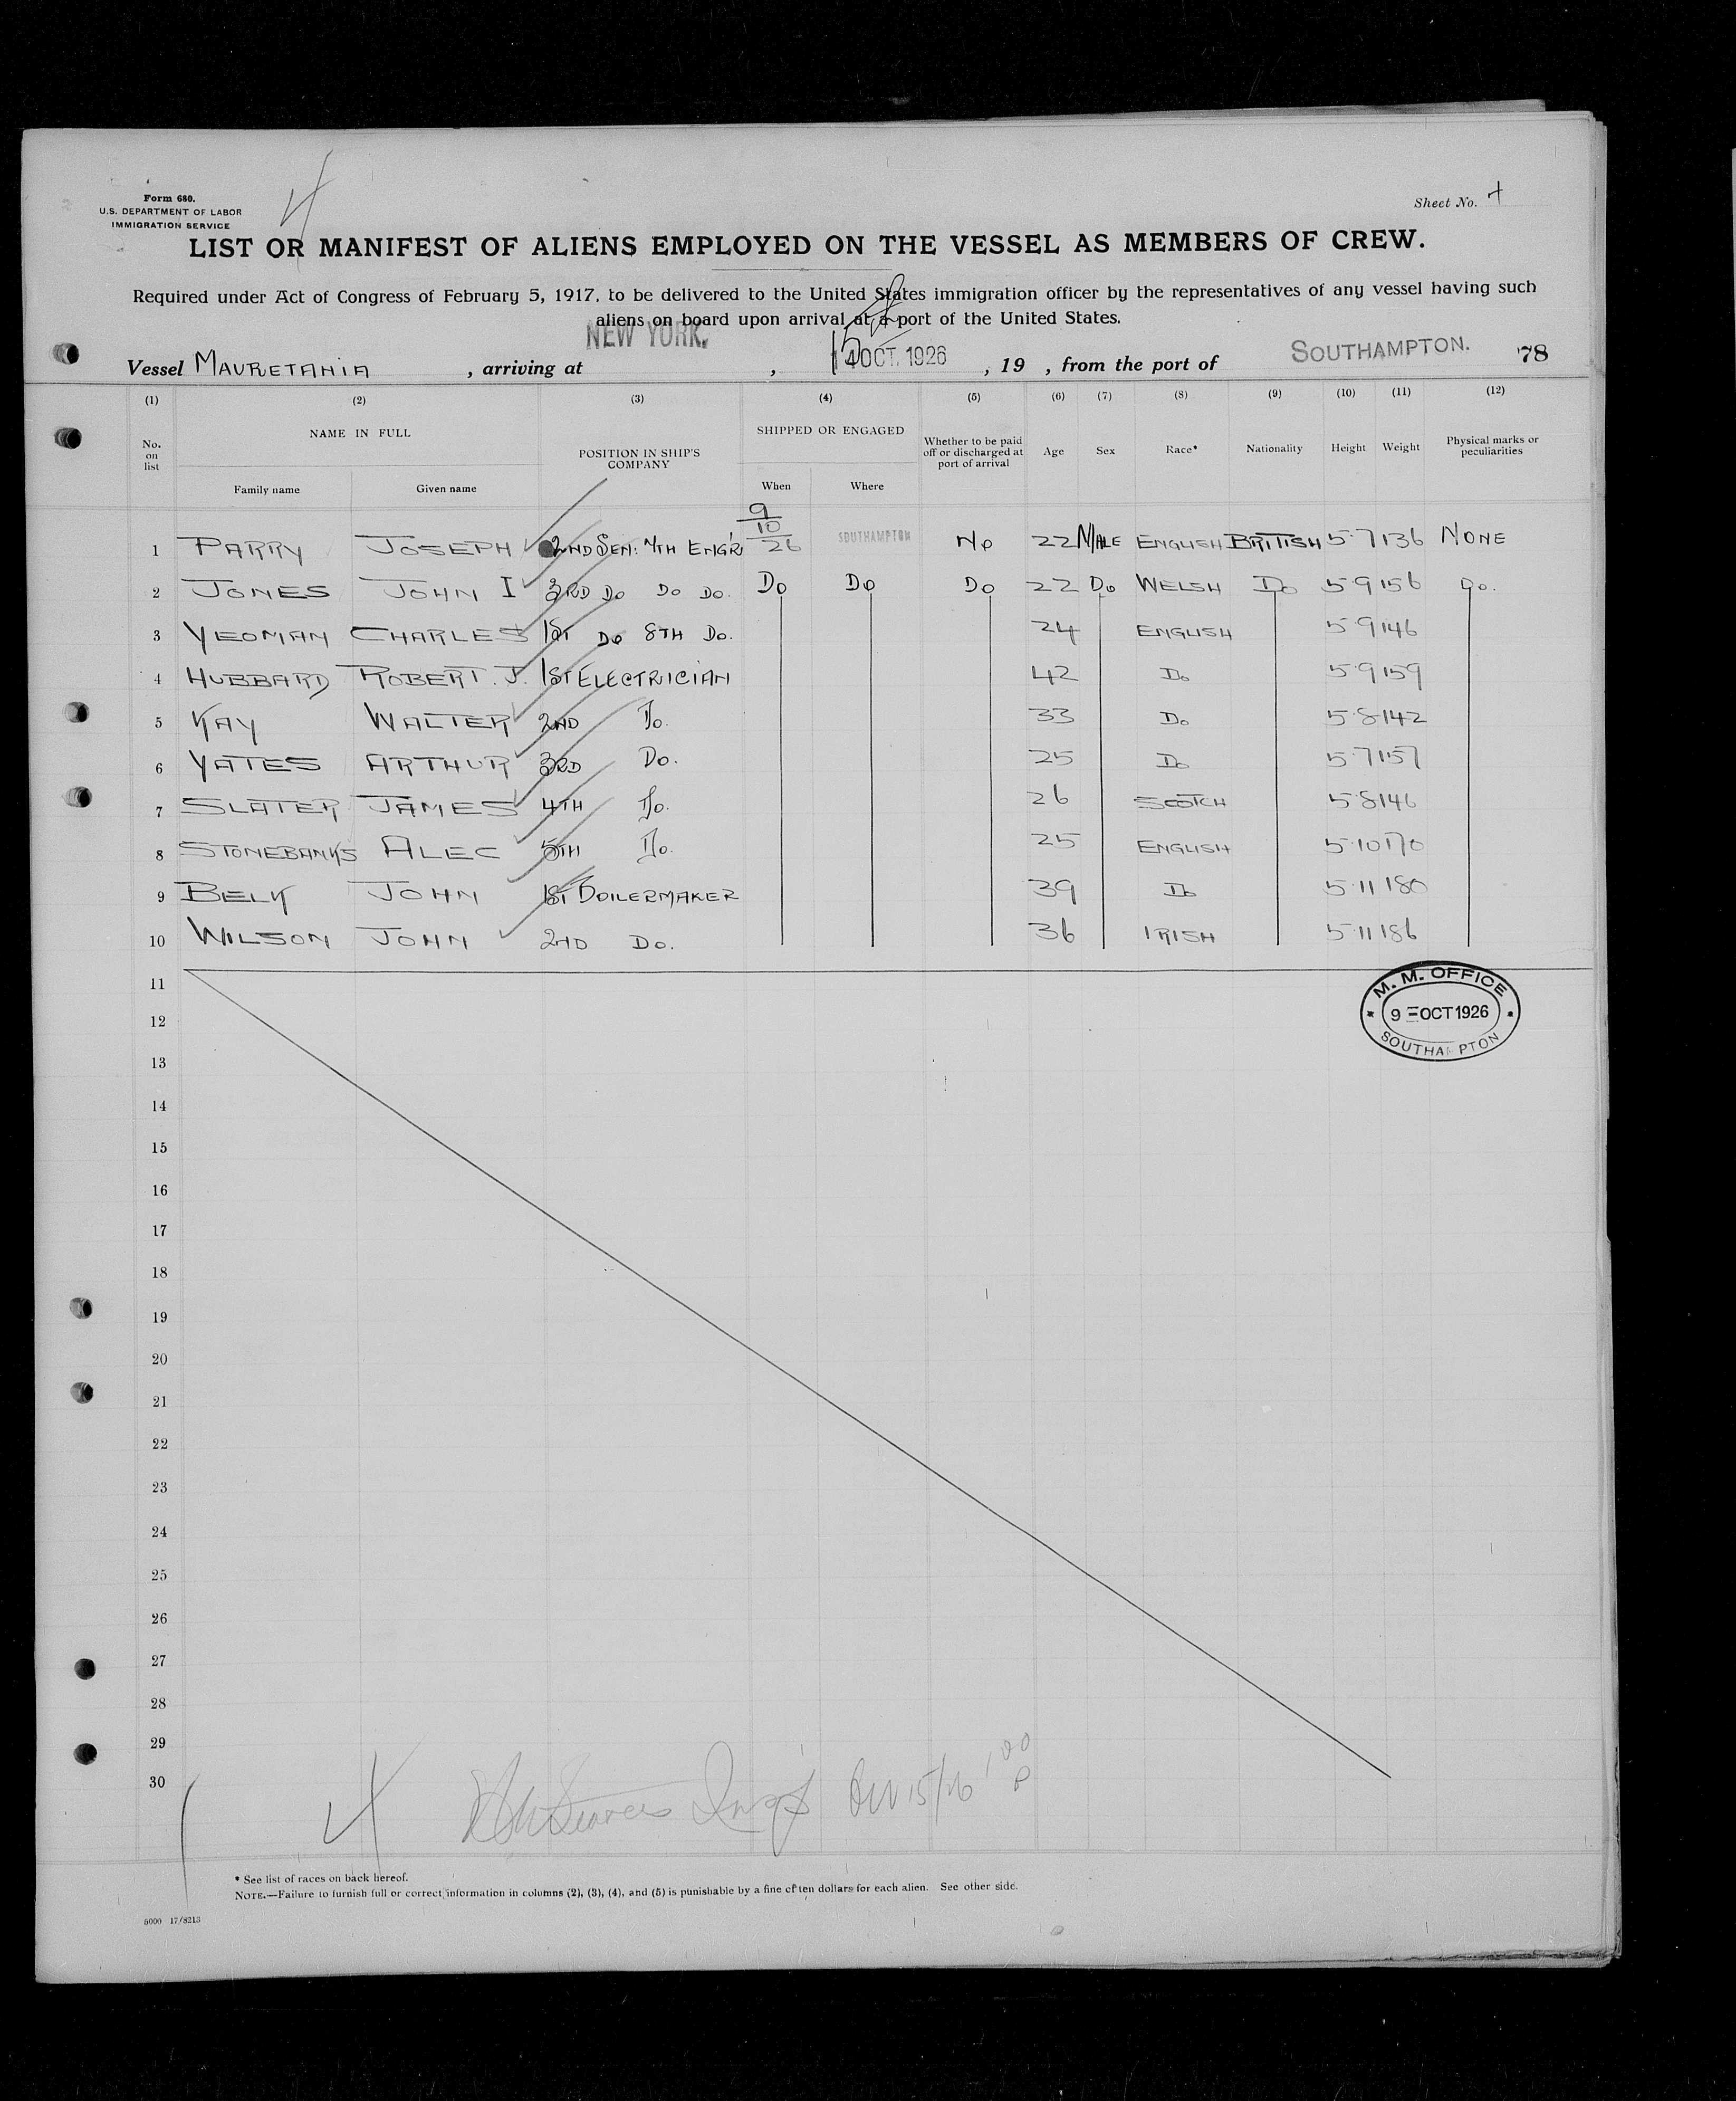 Form 680.
U.S. DEPARTMENT OF LABOR
IMMIGRATION SERVICE
4
Sheet No. 4
LIST OR MANIFEST OF ALIENS EMPLOYED ON THE VESSEL AS MEMBERS OF CREW.
Required under Act of Congress of February 5, 1917, to be delivered to the United States immigration officer by the representatives of any vessel having such
aliens on board upon arrival at a port of the United States.
Vessel MAURETANIA , arriving at NEW YORK. , 14 OCT. 1926 15 , 19 , from the port of SOUTHAMPTON. 78
(1) (2) (3) (4) (5) (6) (7) (8) (9) (10) (11) (12)
No. on list NAME IN FULL POSITION IN SHIP'S COMPANY SHIPPED OR ENGAGED Whether to be paid off or discharged at port of arrival Age Sex Race* Nationality Height Weight Physical marks or peculiarities
Family name Given name When Where
1 PARRY JOSEPH 2ND SEN: 7TH ENG'R 9/10/26 SOUTHAMPTON No 22 MALE ENGLISH BRITISH 5·7 136 NONE
2 JONES JOHN I 3RD DO DO DO. DO DO DO 22 DO WELSH DO 5·9 156 DO.
3 YEOMAN CHARLES 1ST DO 8TH DO. 24 ENGLISH 5·9 146
4 HUBBARD ROBERT. J. 1ST ELECTRICIAN 42 DO 5·9 159
5 KAY WALTER 2ND DO. 33 DO 5·8 142
6 YATES ARTHUR 3RD DO. 25 DO 5·7 157
7 SLATER JAMES 4TH DO. 26 SCOTCH 5·8 146
8 STONEBANKS ALEC 5TH DO. 25 ENGLISH 5·10 170
9 BELK JOHN 1ST BOILERMAKER 39 DO 5·11 180
10 WILSON JOHN 2ND DO. 36 IRISH 5·11 186
11
M. M. OFFICE
9 OCT 1926
SOUTHAMPTON
12
13
14
15
16
17
18
19
20
21
22
23
24
25
26
27
28
29
30
4
* See list of races on back hereof.
NOTE.—Failure to furnish full or correct information in columns (2), (3), (4), and (5) is punishable by a fine of ten dollars for each alien. See other side.
5000 17/8213